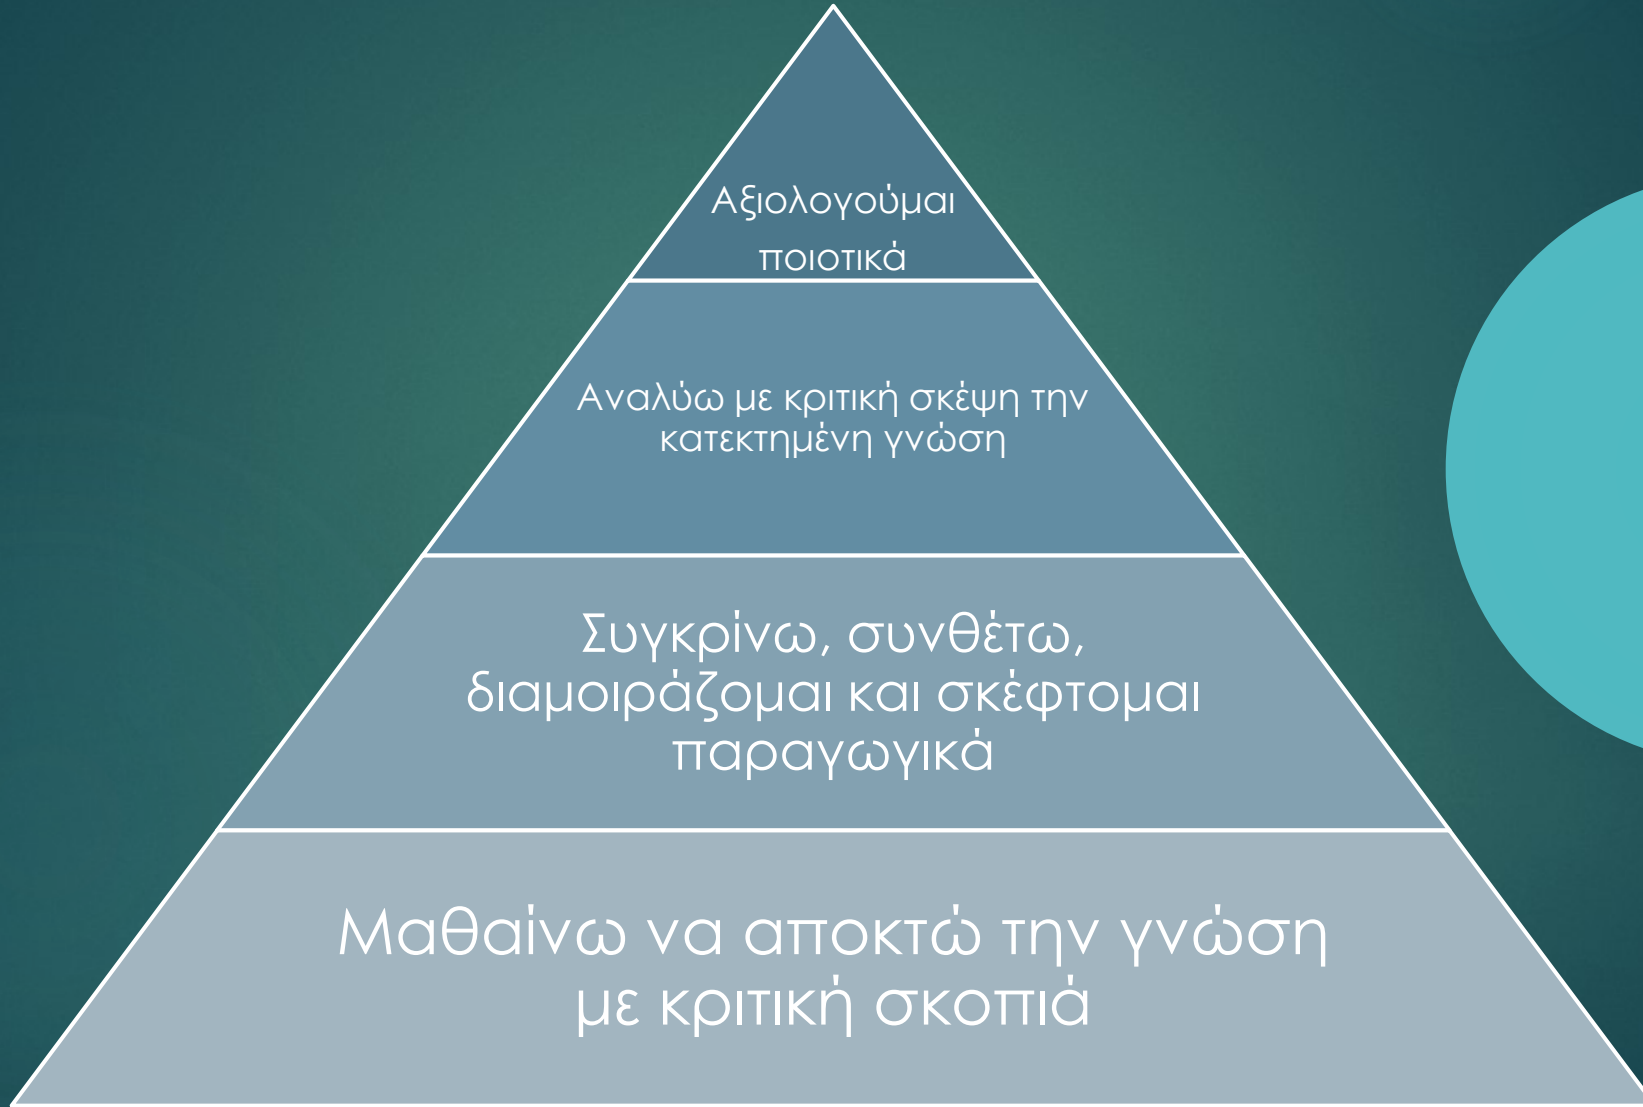 Αξιολογούμαι
ποιοτικά
Αναλύω με κριτική σκέψη την
κατεκτημένη γνώση
Συγκρίνω, συνθέτω,
διαμοιράζομαι και σκέφτομαι
παραγωγικά
Μαθαίνω να αποκτώ την γνώση
με κριτική σκοπιά